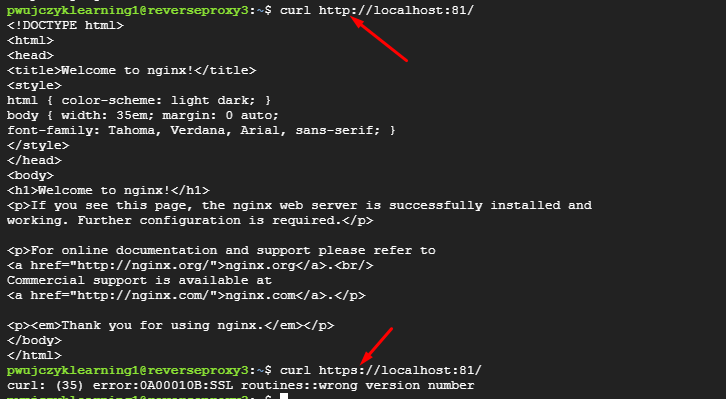 pwujczyklearning1@reverseproxy3:~$ curl http://localhost:81/
<!DOCTYPE html>
<html>
<head>
<title>Welcome to nginx!</title>
<style>
html { color-scheme: light dark; }
body { width: 35em; margin: 0 auto;
font-family: Tahoma, Verdana, Arial, sans-serif; }
</style>
</head>
<body>
<h1>Welcome to nginx!</h1>
<p>If you see this page, the nginx web server is successfully installed and
working. Further configuration is required.</p>

<p>For online documentation and support please refer to
<a href="http://nginx.org/">nginx.org</a>.<br/>
Commercial support is available at
<a href="http://nginx.com/">nginx.com</a>.</p>

<p><em>Thank you for using nginx.</em></p>
</body>
</html>
pwujczyklearning1@reverseproxy3:~$ curl https://localhost:81/
curl: (35) error:0A00010B:SSL routines::wrong version number
pwujczyklearning1@reverseproxy3:~$